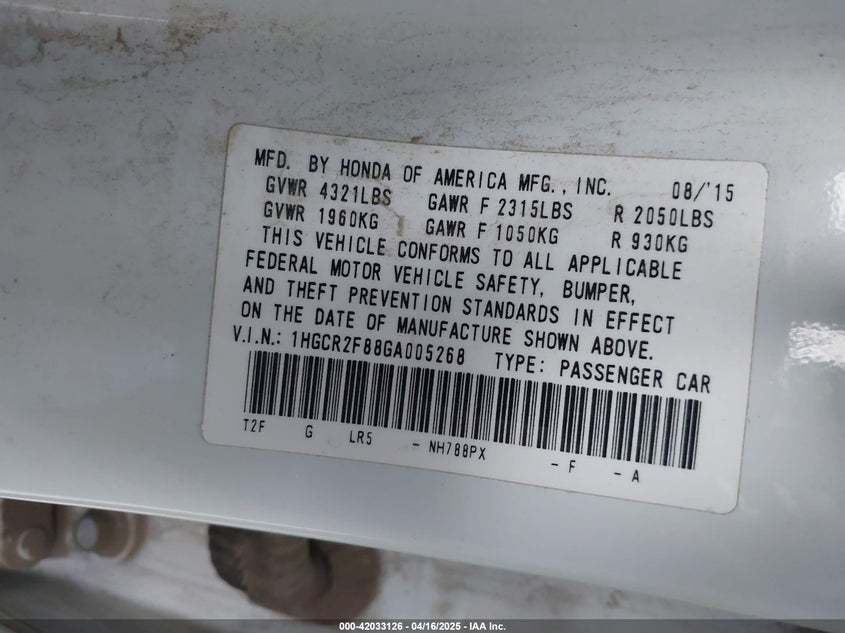 MFD. BY HONDA OF AMERICA MFG., INC. 08/'15
GVWR 4321LBS GAWR F 2315LBS R 2050LBS
GVWR 1960KG GAWR F 1050KG R 930KG
THIS VEHICLE CONFORMS TO ALL APPLICABLE
FEDERAL MOTOR VEHICLE SAFETY, BUMPER,
AND THEFT PREVENTION STANDARDS IN EFFECT
ON THE DATE OF MANUFACTURE SHOWN ABOVE.
V.I.N.: 1HGCR2F88GA005268 TYPE: PASSENGER CAR
T2F G LR5 - NH788PX - F - A
000-42033126 - 04/16/2025 - IAA Inc.